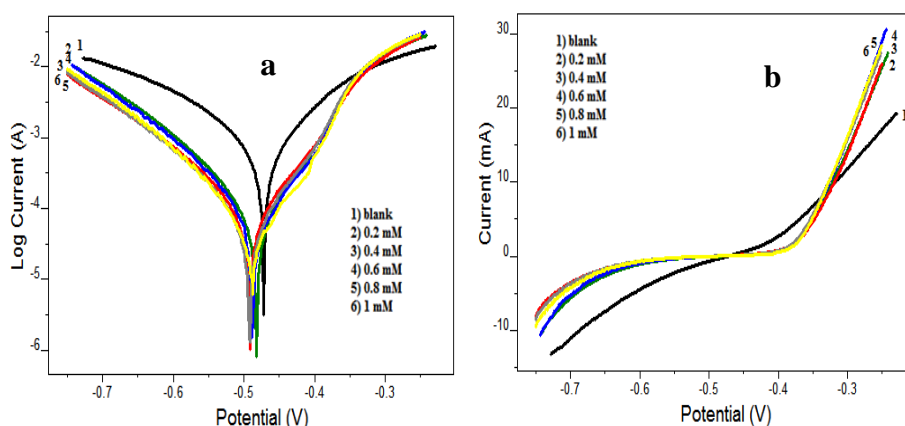 a
Log Current (A)
-2
-3
-4
-5
-6
1
2
4
3
6
5
1) blank
2) 0.2 mM
3) 0.4 mM
4) 0.6 mM
5) 0.8 mM
6) 1 mM
-0.7 -0.6 -0.5 -0.4 -0.3
Potential (V)
b
Current (mA)
30
20
10
0
-10
1) blank
2) 0.2 mM
3) 0.4 mM
4) 0.6 mM
5) 0.8 mM
6) 1 mM
4
5
6
3
2
1
-0.7 -0.6 -0.5 -0.4 -0.3
Potential (V)